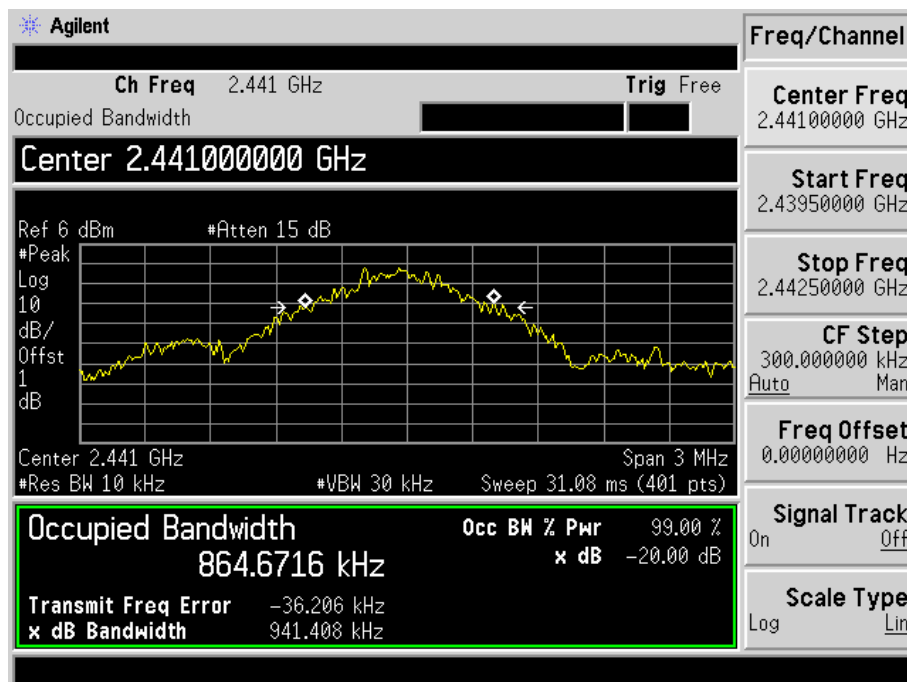 Agilent
Freq/Channel
Ch Freq 2.441 GHz Trig Free
Occupied Bandwidth
Center 2.441000000 GHz
Ref 6 dBm #Atten 15 dB
#Peak
Log
10
dB/
Offst
1
dB
Center 2.441 GHz Span 3 MHz
#Res BW 10 kHz #VBW 30 kHz Sweep 31.08 ms (401 pts)
Occupied Bandwidth
864.6716 kHz
Occ BW % Pwr 99.00 %
x dB -20.00 dB
Transmit Freq Error -36.206 kHz
x dB Bandwidth 941.408 kHz
Center Freq
2.44100000 GHz
Start Freq
2.43950000 GHz
Stop Freq
2.44250000 GHz
CF Step
300.000000 kHz
Auto Man
Freq Offset
0.00000000 Hz
Signal Track
On Off
Scale Type
Log Lin